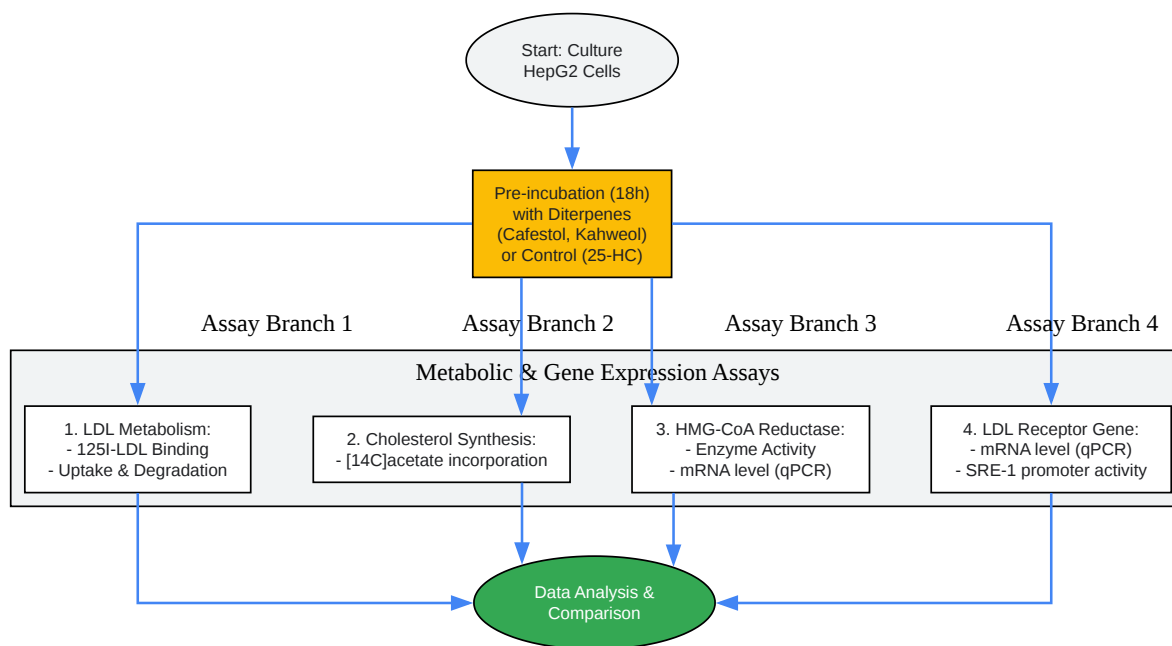 Start: Culture
HepG2 Cells
Pre-incubation (18h)
with Diterpenes
(Cafestol, Kahweol)
or Control (25-HC)
Assay Branch 1
Assay Branch 2
Assay Branch 3
Assay Branch 4
Metabolic & Gene Expression Assays
1. LDL Metabolism:
- 125I-LDL Binding
- Uptake & Degradation
2. Cholesterol Synthesis:
- [14C]acetate incorporation
3. HMG-CoA Reductase:
- Enzyme Activity
- mRNA level (qPCR)
4. LDL Receptor Gene:
- mRNA level (qPCR)
- SRE-1 promoter activity
Data Analysis &
Comparison